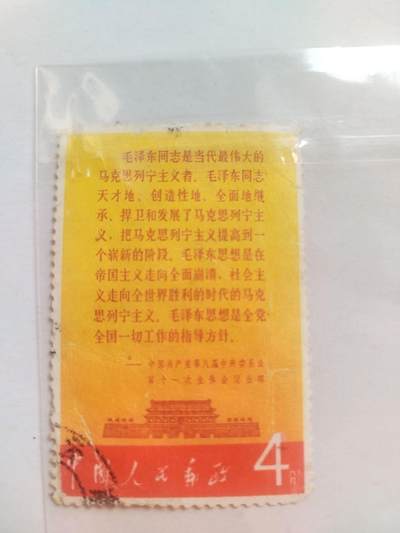 毛泽东同志是当代最伟大的
马克思列宁主义者。毛泽东同志
天才地、创造性地、全面地继
承、捍卫和发展了马克思列宁主
义，把马克思列宁主义提高到一
个崭新的阶段。毛泽东思想是在
帝国主义走向全面崩溃，社会主
义走向全世界胜利的时代的马克
思列宁主义。毛泽东思想是全党
全国一切工作的指导方针。
——中国共产党第八届中央委员会
第十一次全体会议公报
中国人民邮政 4分